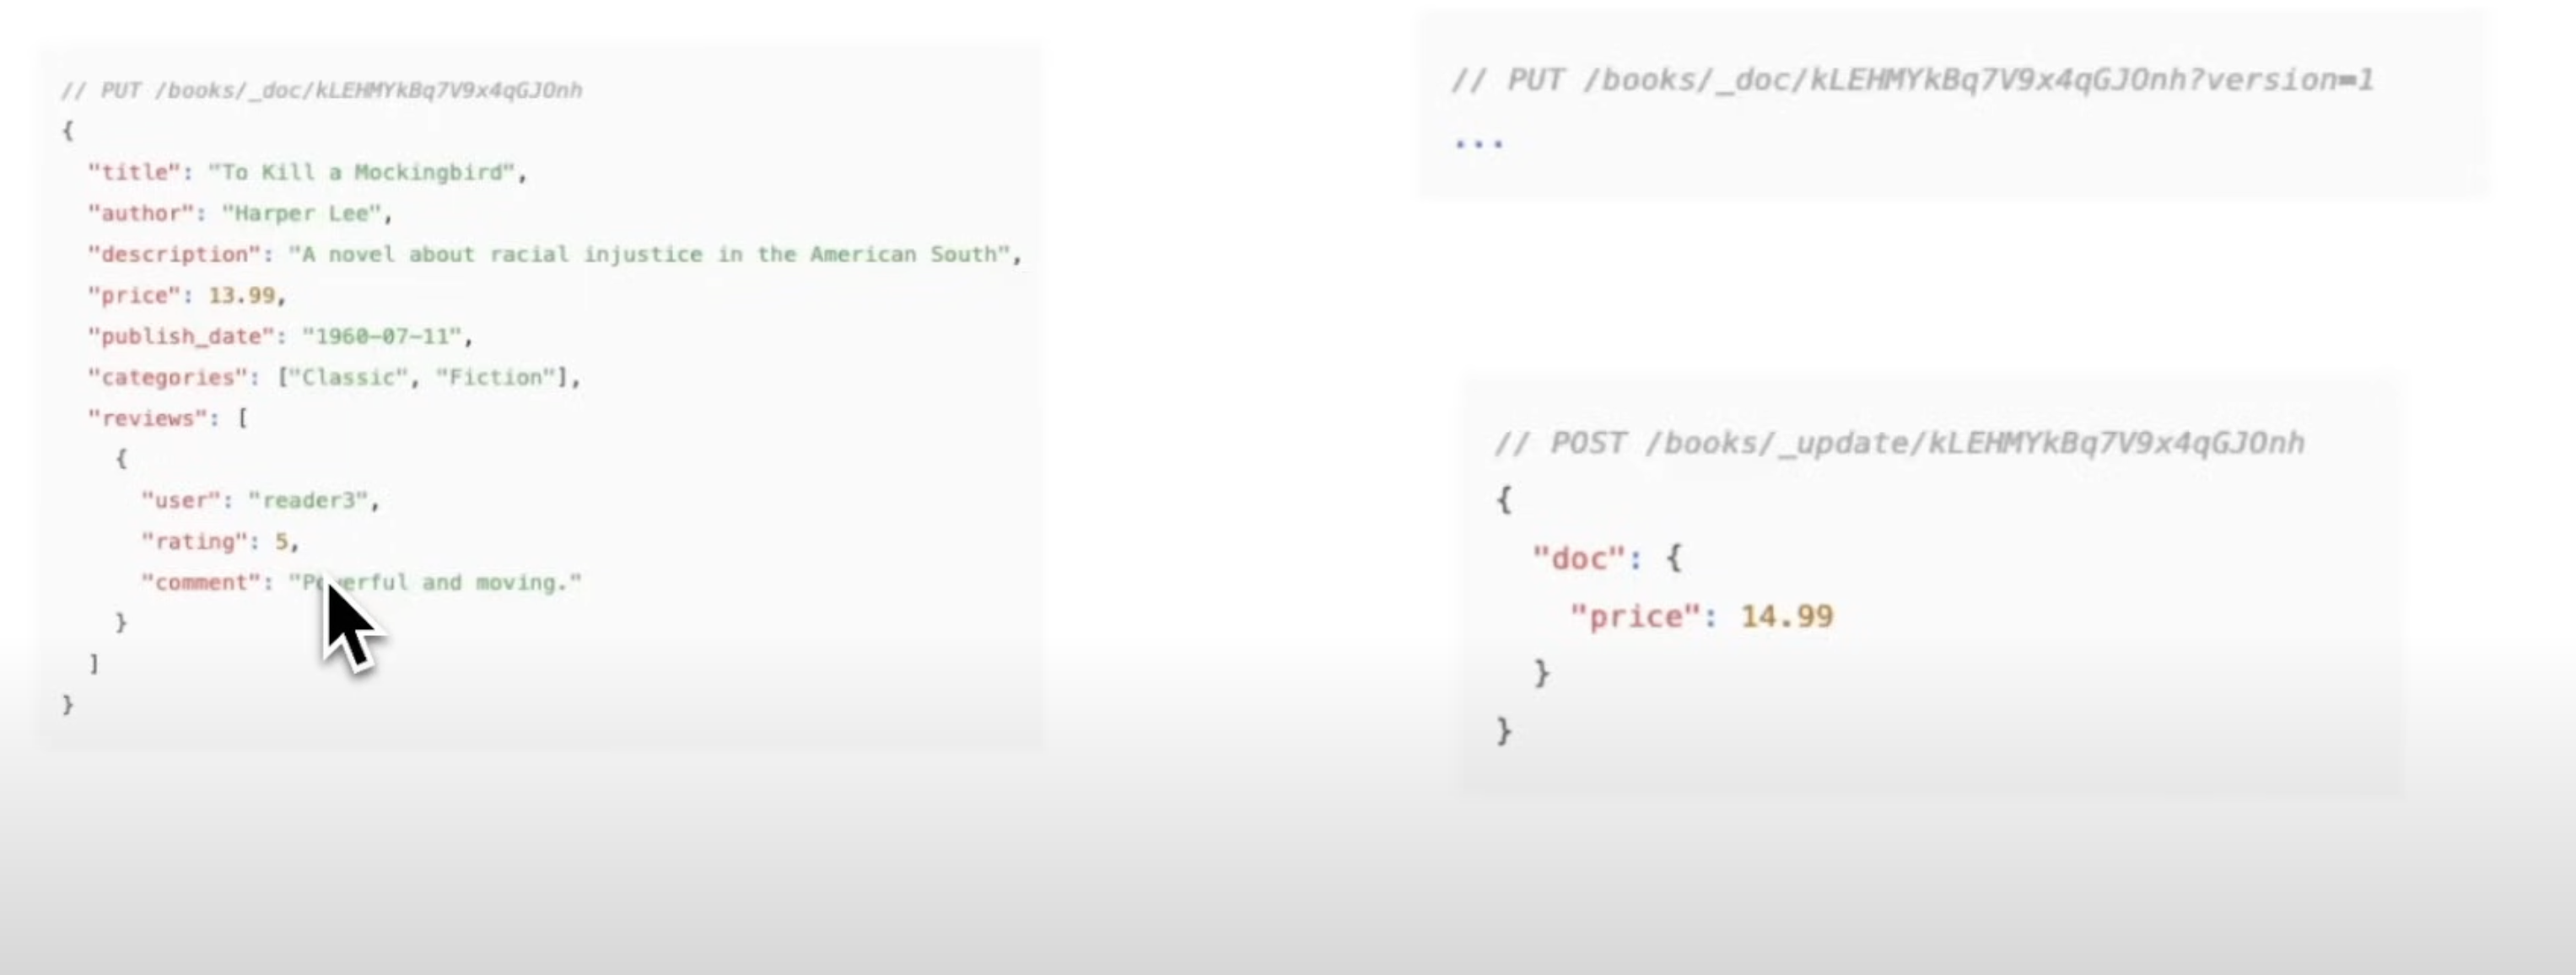 // PUT /books/_doc/kLEHMYkBq7V9x4qGJOnh
{
  "title": "To Kill a Mockingbird",
  "author": "Harper Lee",
  "description": "A novel about racial injustice in the American South",
  "price": 13.99,
  "publish_date": "1960-07-11",
  "categories": ["Classic", "Fiction"],
  "reviews": [
    {
      "user": "reader3",
      "rating": 5,
      "comment": "Powerful and moving."
    }
  ]
}
// PUT /books/_doc/kLEHMYkBq7V9x4qGJOnh?version=1
...
// POST /books/_update/kLEHMYkBq7V9x4qGJOnh
{
  "doc": {
    "price": 14.99
  }
}